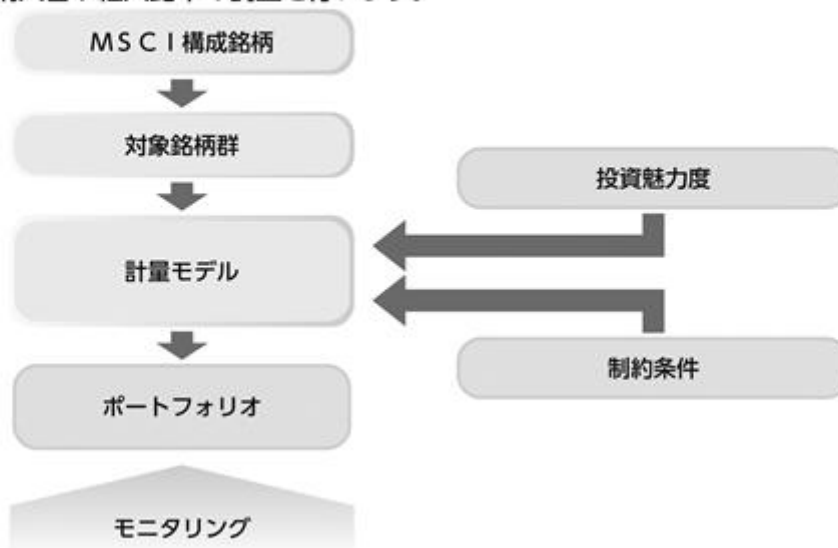 MSCI構成銘柄
対象銘柄群
投資魅力度
計量モデル
制約条件
ポートフォリオ
モニタリング